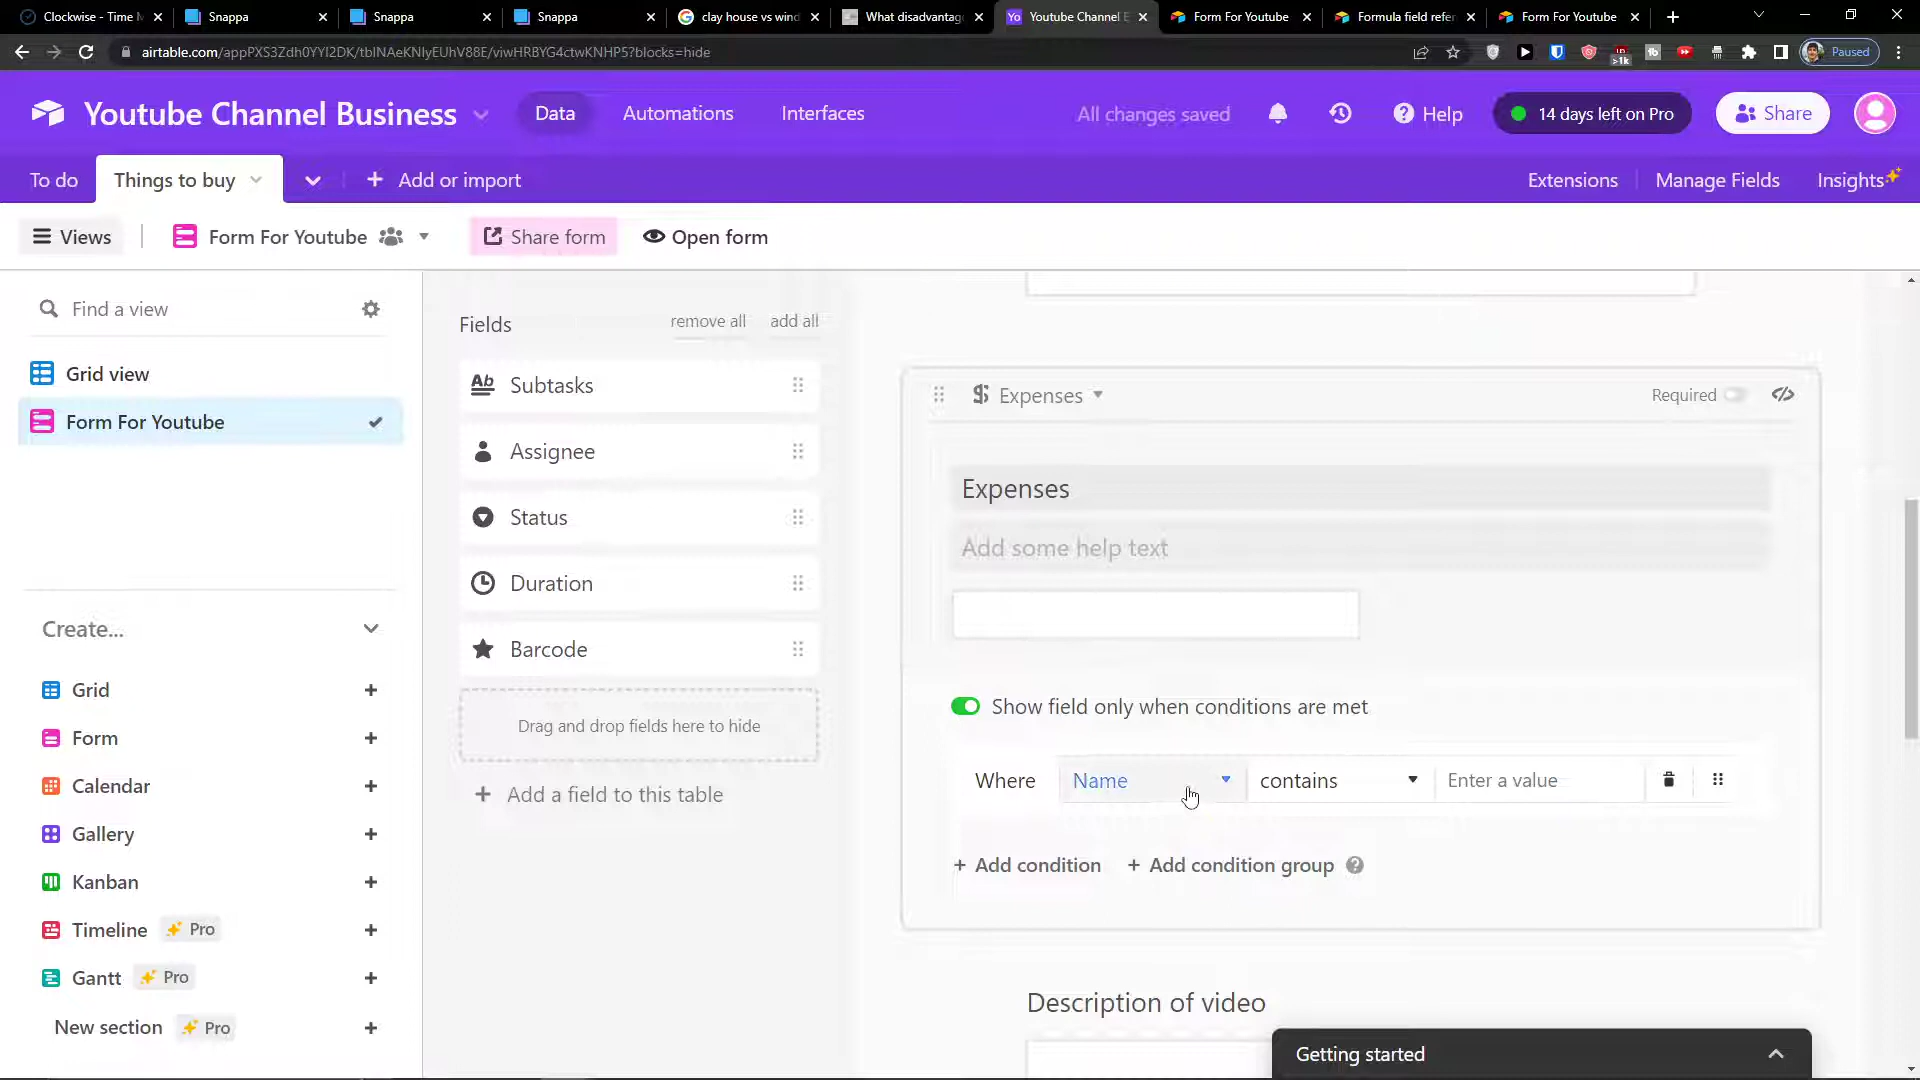 Clockwise - Time M
Snappa
Snappa
Snappa
clay house vs wind
What disadvantage
Youtube Channel B
Form For Youtube
Formula field refer
Form For Youtube
airtable.com/appPXS3Zdh0YYI2DK/tblNAeKNIyEUhV88E/viwHRBYG4ctwKNHP5?blocks=hide
>1k
Paused
Youtube Channel Business
Data
Automations
Interfaces
All changes saved
Help
14 days left on Pro
Share
To do
Things to buy
Add or import
Extensions
Manage Fields
Insights
Views
Form For Youtube
Share form
Open form
Find a view
Grid view
Form For Youtube
Create...
Grid
Form
Calendar
Gallery
Kanban
Timeline Pro
Gantt Pro
New section Pro
Fields
remove all
add all
Subtasks
Assignee
Status
Duration
Barcode
Drag and drop fields here to hide
Add a field to this table
Expenses
Required
Expenses
Add some help text
Show field only when conditions are met
Where Name contains Enter a value
+ Add condition + Add condition group
Description of video
Getting started